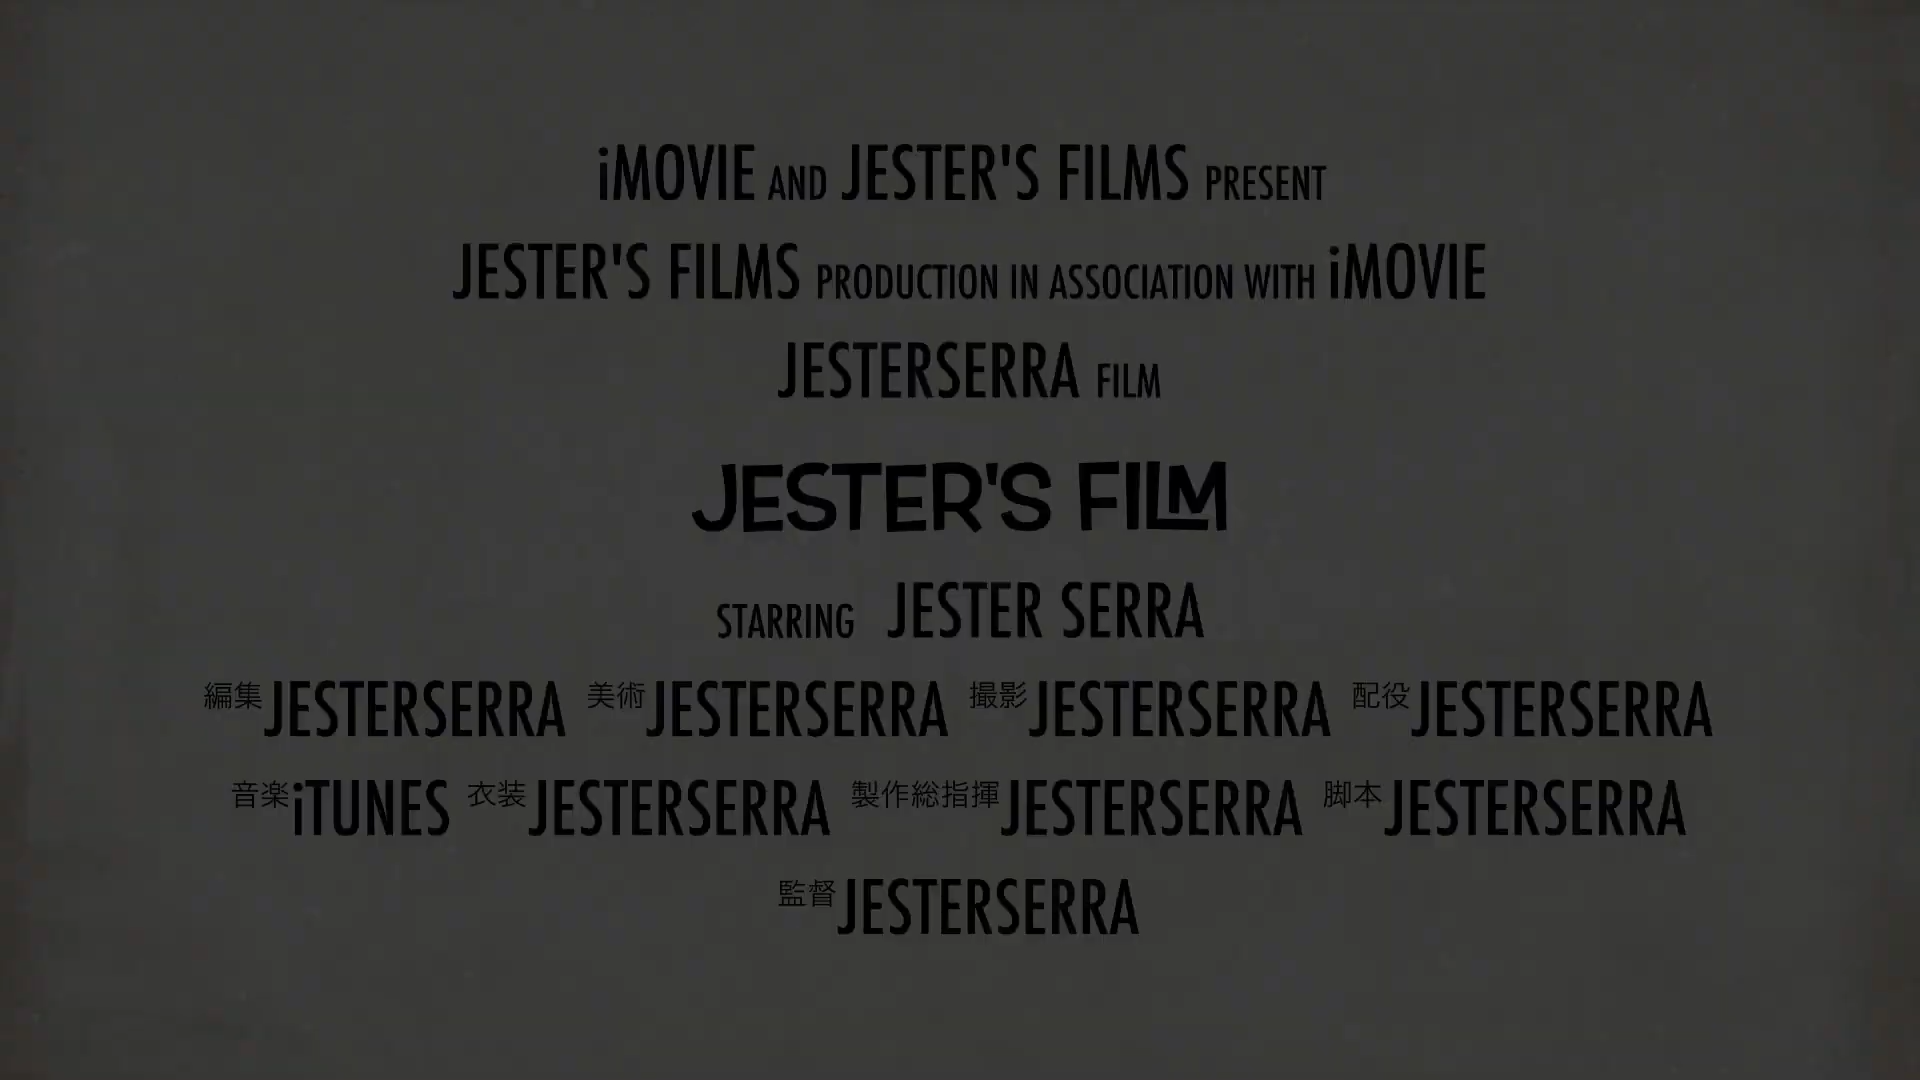 iMOVIE AND JESTER'S FILMS PRESENT
JESTER'S FILMS PRODUCTION IN ASSOCIATION WITH iMOVIE
JESTERSERRA FILM
JESTER'S FILM
STARRING JESTER SERRA
編集JESTERSERRA 美術JESTERSERRA 撮影JESTERSERRA 配役JESTERSERRA
音楽iTUNES 衣装JESTERSERRA 製作総指揮JESTERSERRA 脚本JESTERSERRA
監督JESTERSERRA